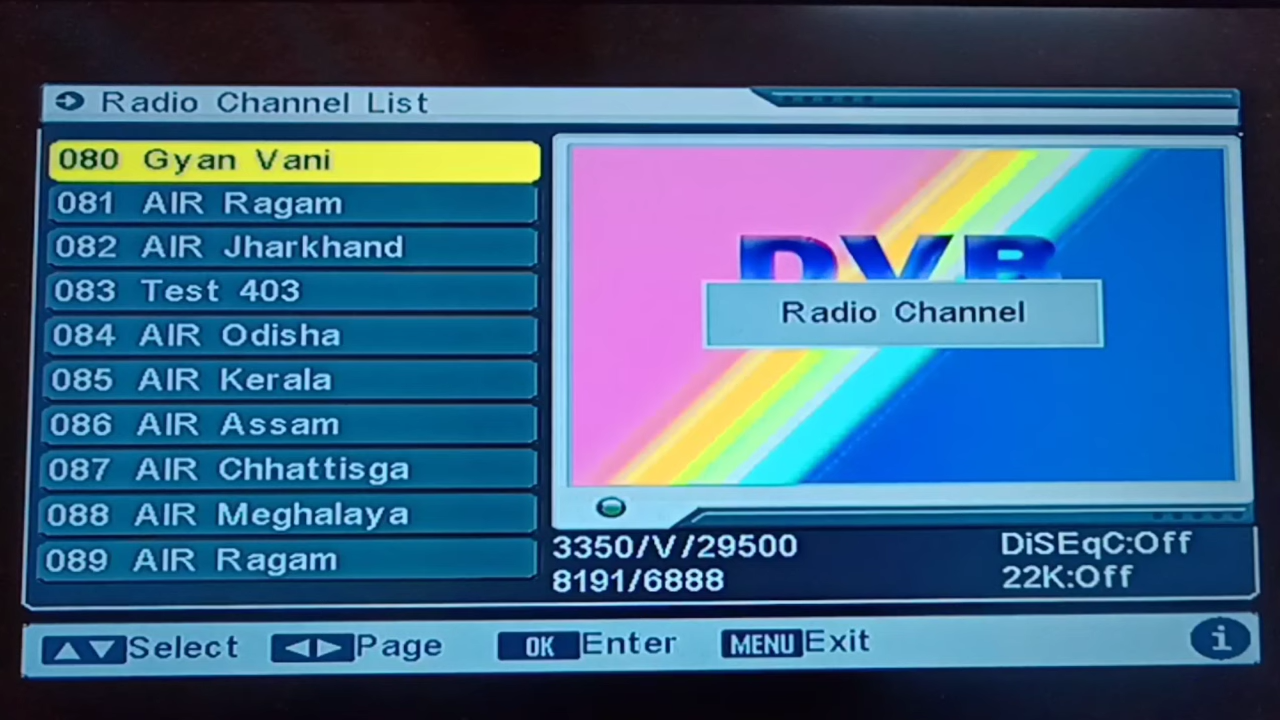 Radio Channel List
080 Gyan Vani
081 AIR Ragam
082 AIR Jharkhand
083 Test 403
084 AIR Odisha
085 AIR Kerala
086 AIR Assam
087 AIR Chhattisga
088 AIR Meghalaya
089 AIR Ragam
DVB
Radio Channel
3350/V/29500 DiSEqC:Off
8191/6888 22K:Off
Select Page OK Enter MENU Exit i